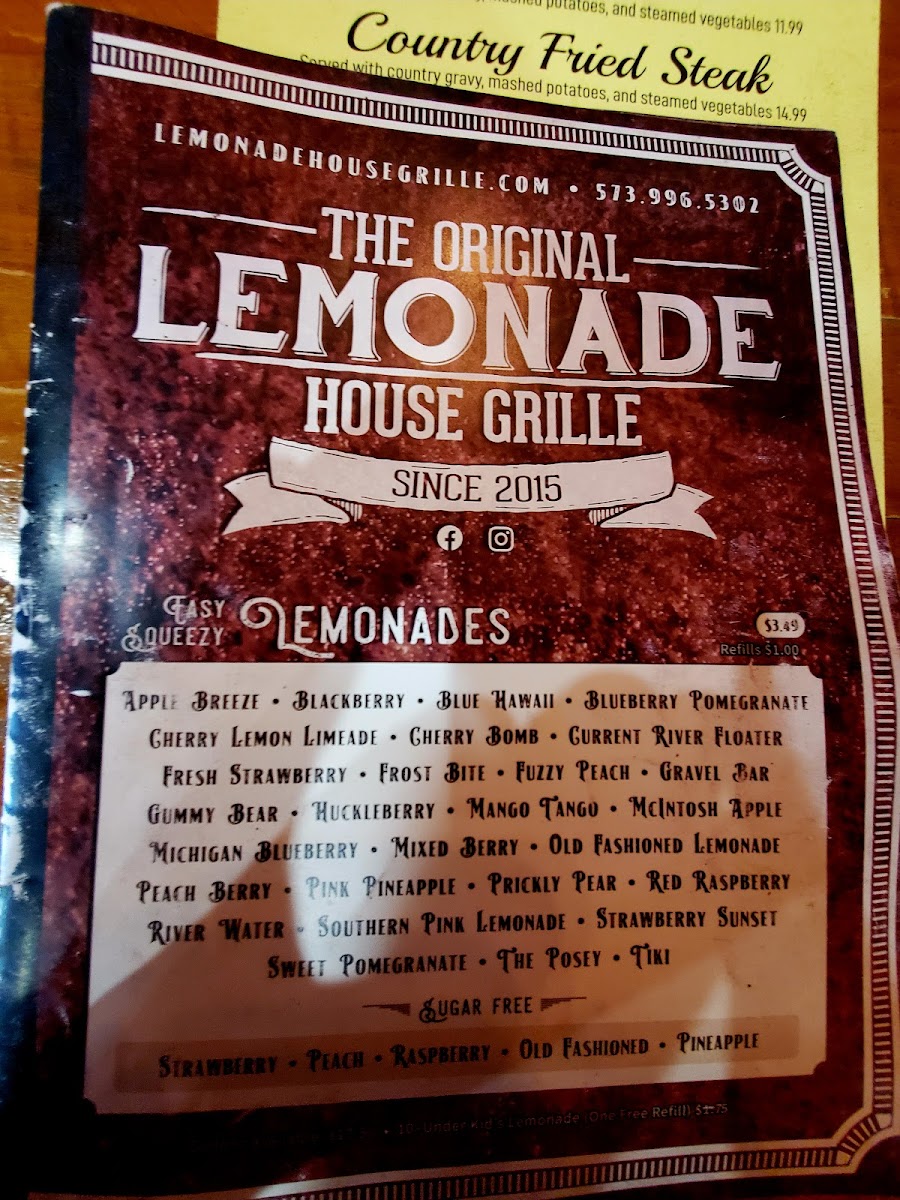 mashed potatoes, and steamed vegetables 11.99
Country Fried Steak
Served with country gravy, mashed potatoes, and steamed vegetables 14.99
LEMONADEHOUSEGRILLE.COM • 573.996.5302
THE ORIGINAL
LEMONADE
HOUSE GRILLE
SINCE 2015
EASY SQUEEZY LEMONADES $3.49
Refills $1.00
APPLE BREEZE • BLACKBERRY • BLUE HAWAII • BLUEBERRY POMEGRANATE
CHERRY LEMON LIMEADE • CHERRY BOMB • CURRENT RIVER FLOATER
FRESH STRAWBERRY • FROST BITE • FUZZY PEACH • GRAVEL BAR
GUMMY BEAR • HUCKLEBERRY • MANGO TANGO • MCINTOSH APPLE
MICHIGAN BLUEBERRY • MIXED BERRY • OLD FASHIONED LEMONADE
PEACH BERRY • PINK PINEAPPLE • PRICKLY PEAR • RED RASPBERRY
RIVER WATER • SOUTHERN PINK LEMONADE • STRAWBERRY SUNSET
SWEET POMEGRANATE • THE POSEY • TIKI
SUGAR FREE
STRAWBERRY • PEACH • RASPBERRY • OLD FASHIONED • PINEAPPLE
• 10-Under Kid's Lemonade (One Free Refill) $1.75